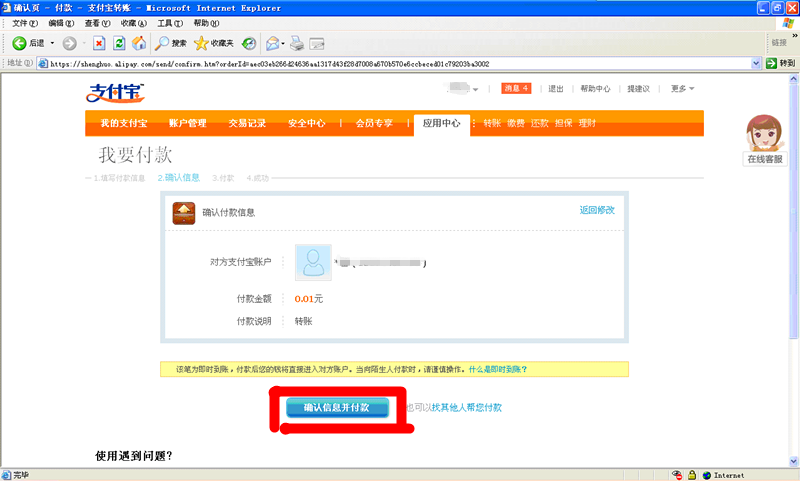 确认页 - 付款 - 支付宝转账 - Microsoft Internet Explorer
文件(F) 编辑(E) 查看(V) 收藏(A) 工具(T) 帮助(H)
后退 搜索 收藏夹 链接
地址(D) https://shenghuo.alipay.com/send/confirm.htm?orderId=aec03eb266d24636aa1317d43f28d7008a670b570e6ccbeced01c79203ba3002 转到
支付宝
消息 4 退出 帮助中心 提建议 更多
我的支付宝 账户管理 交易记录 安全中心 会员专享 应用中心 转账 缴费 还款 担保 理财
我要付款
在线客服
1.填写付款信息 2.确认信息 3.付款 4.成功
确认付款信息 返回修改
对方支付宝账户
付款金额 0.01元
付款说明 转账
该笔为即时到账，付款后您的钱将直接进入对方账户。当向陌生人付款时，请谨慎操作。什么是即时到账?
确认信息并付款 也可以找其他人帮您付款
使用遇到问题?
完毕 Internet